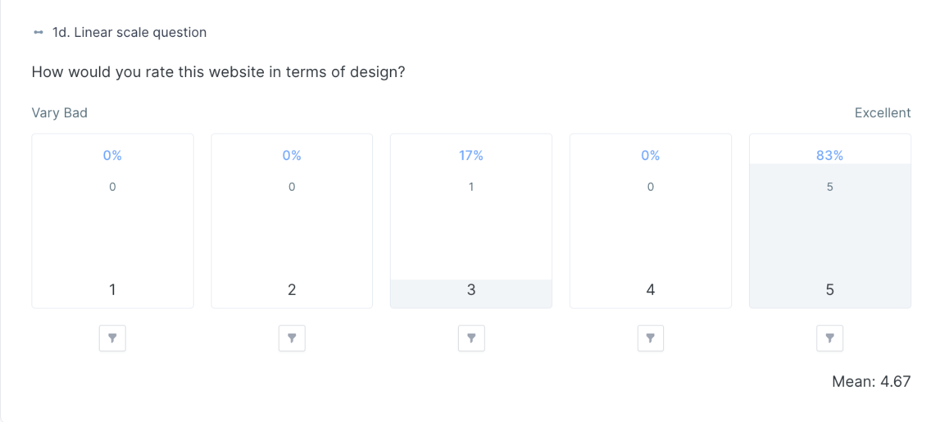 1d. Linear scale question
How would you rate this website in terms of design?
Vary Bad Excellent
0% 0% 17% 0% 83%
0 0 1 0 5
1 2 3 4 5
Mean: 4.67